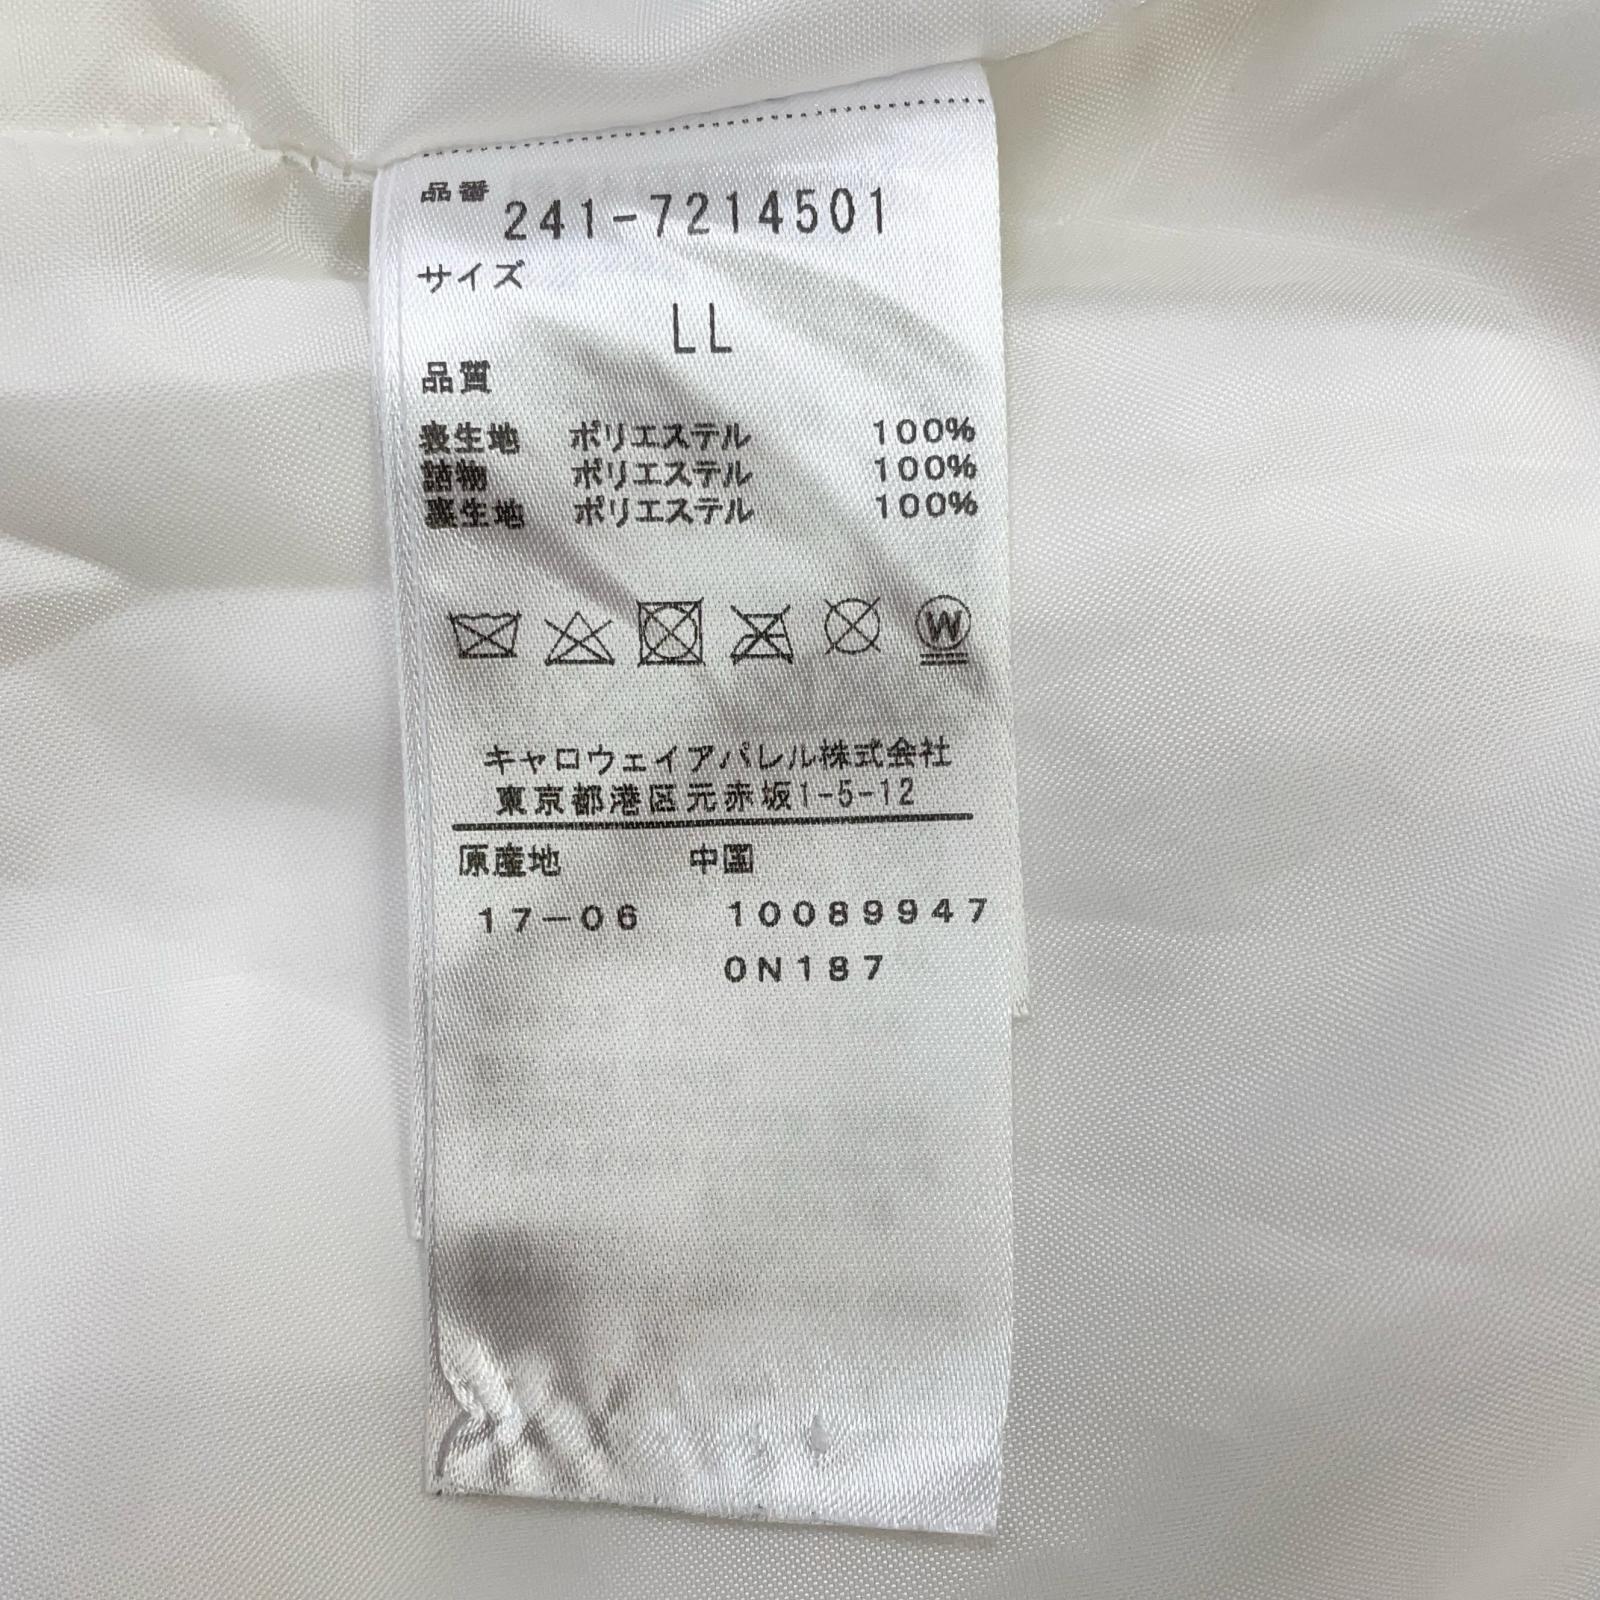 品番 241-7214501
サイズ
LL
品質
表生地 ポリエステル 100%
詰物 ポリエステル 100%
裏生地 ポリエステル 100%
W
キャロウェイアパレル株式会社
東京都港区元赤坂1-5-12
原産地 中国
17-06 10089947
0N187